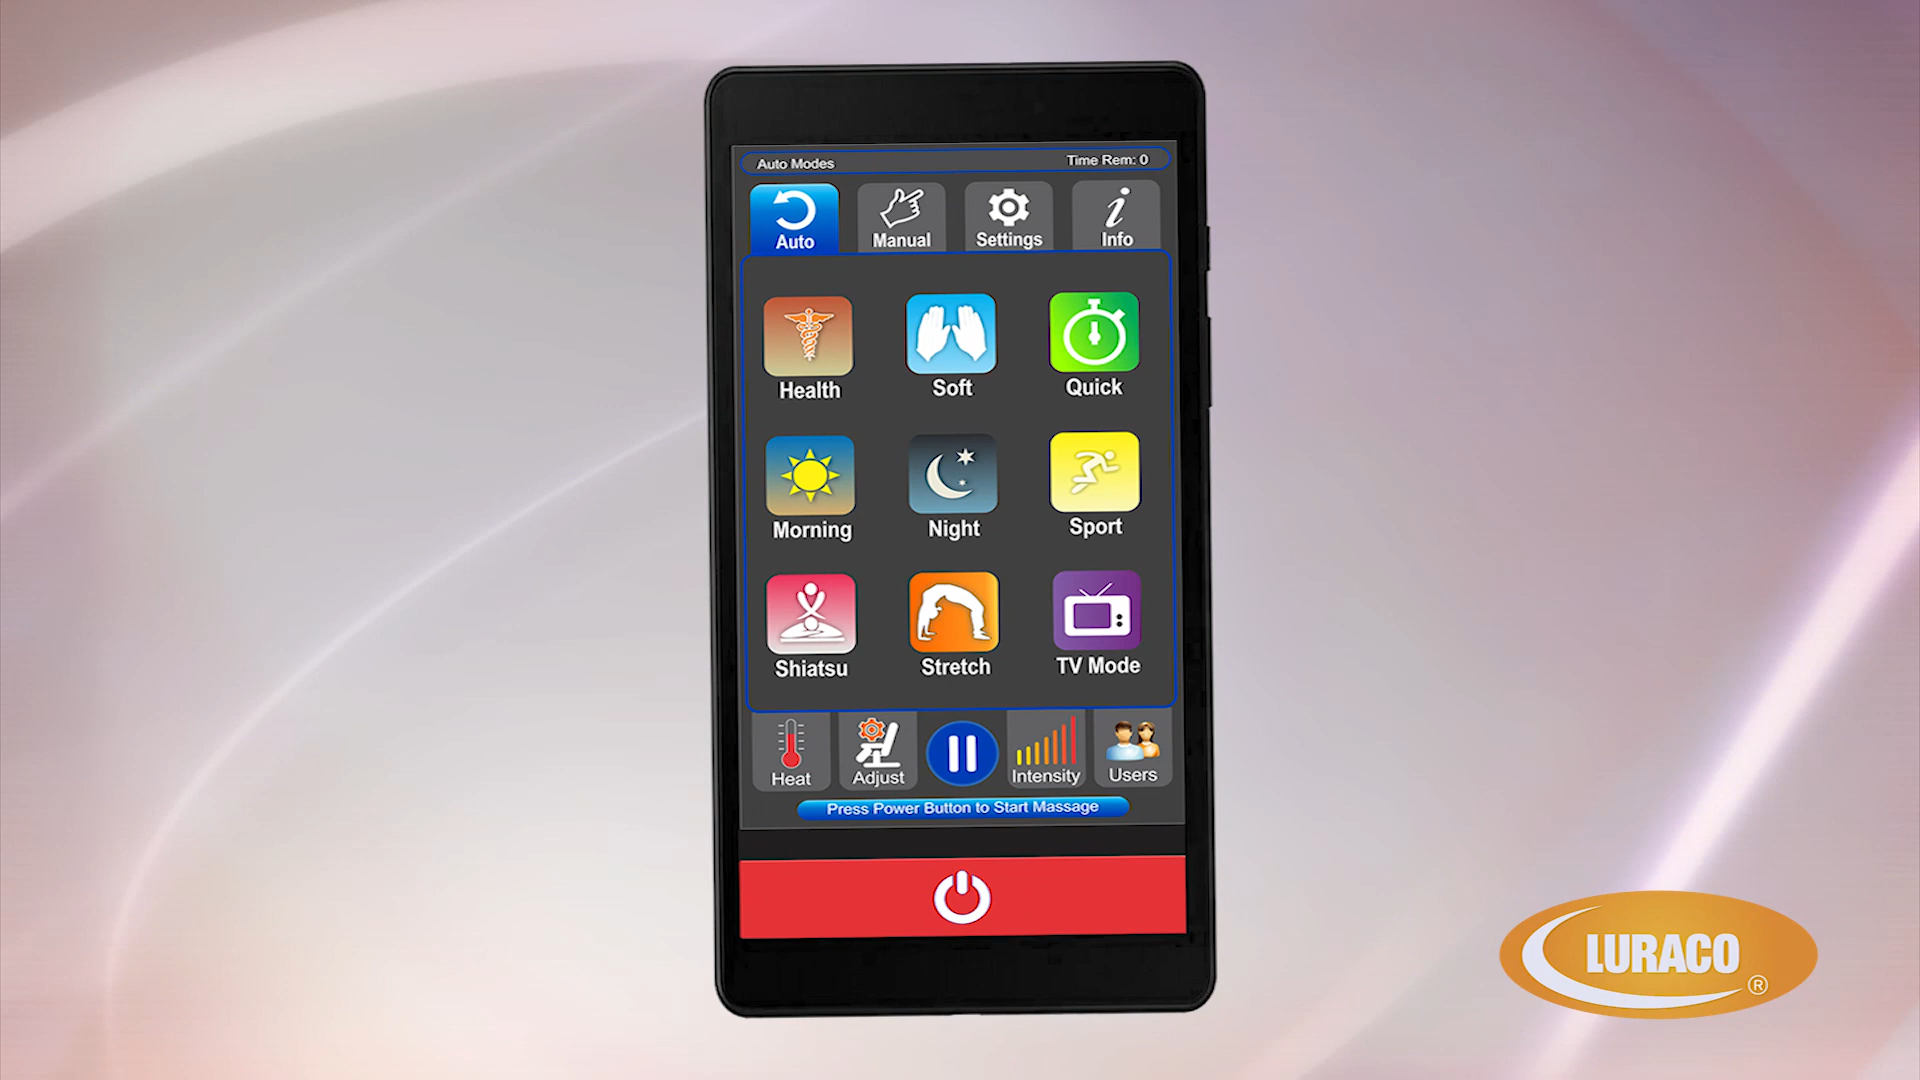 Auto Modes Time Rem: 0
Auto Manual Settings Info
Health Soft Quick
Morning Night Sport
Shiatsu Stretch TV Mode
Heat Adjust Intensity Users
Press Power Button to Start Massage
LURACO ®